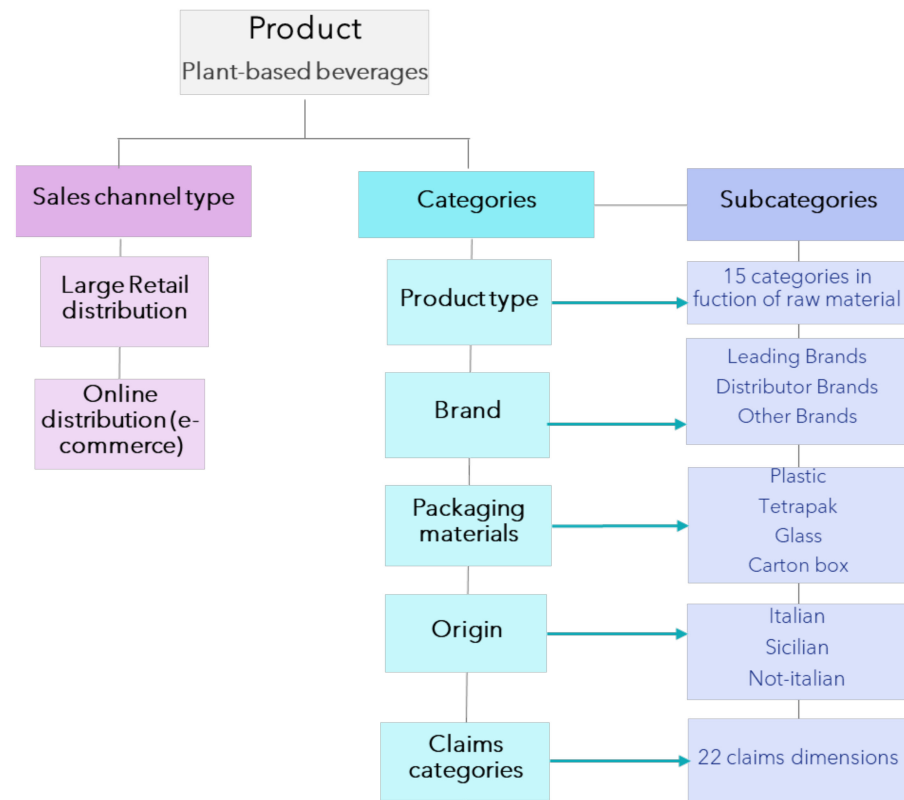 Product
Plant-based beverages
Sales channel type
Categories
Subcategories
Large Retail
distribution
Online
distribution (e-
commerce)
Product type
15 categories in
fuction of raw material
Brand
Leading Brands
Distributor Brands
Other Brands
Packaging
materials
Plastic
Tetrapak
Glass
Carton box
Origin
Italian
Sicilian
Not-italian
Claims
categories
22 claims dimensions